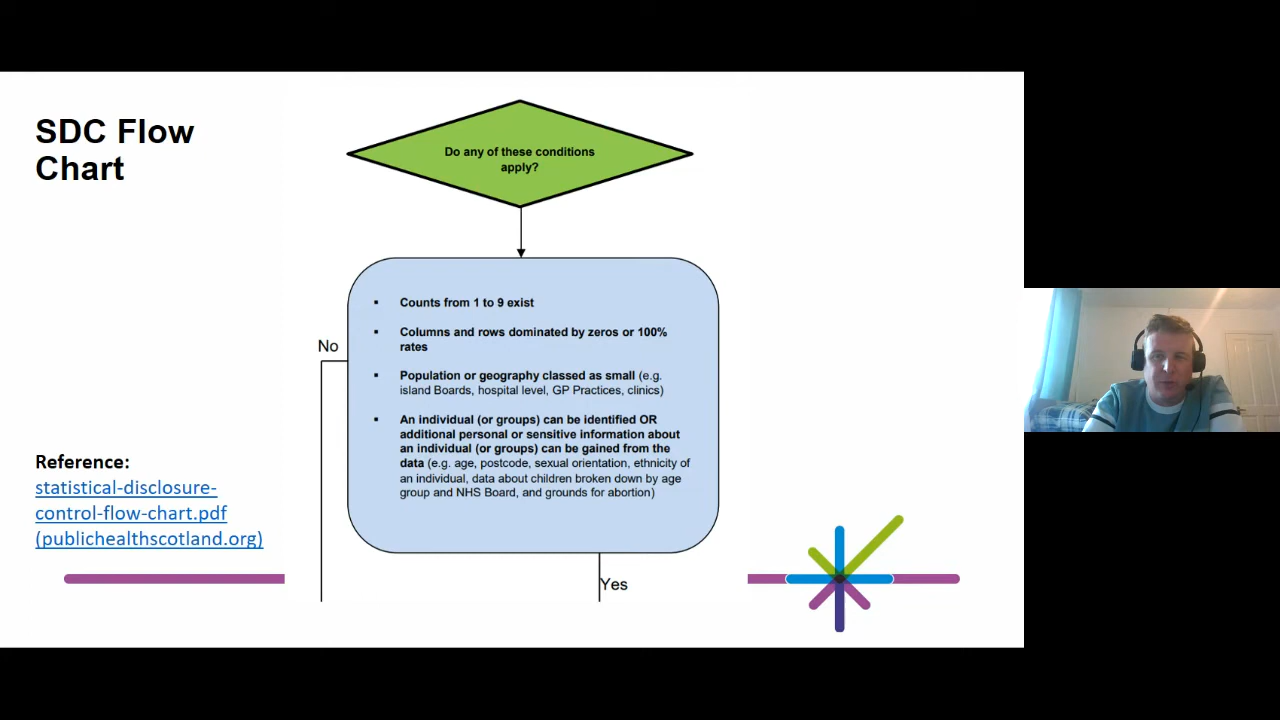 SDC Flow
Chart
Do any of these conditions
apply?
▪ Counts from 1 to 9 exist
▪ Columns and rows dominated by zeros or 100%
rates
▪ Population or geography classed as small (e.g.
island Boards, hospital level, GP Practices, clinics)
▪ An individual (or groups) can be identified OR
additional personal or sensitive information about
an individual (or groups) can be gained from the
data (e.g. age, postcode, sexual orientation, ethnicity of
an individual, data about children broken down by age
group and NHS Board, and grounds for abortion)
No
Yes
Reference:
statistical-disclosure-
control-flow-chart.pdf
(publichealthscotland.org)